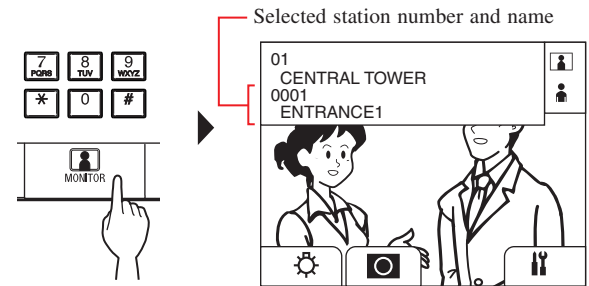 Selected station number and name
7
PQRS
8
TUV
9
WXYZ
*
0
#
MONITOR
01
CENTRAL TOWER
0001
ENTRANCE1